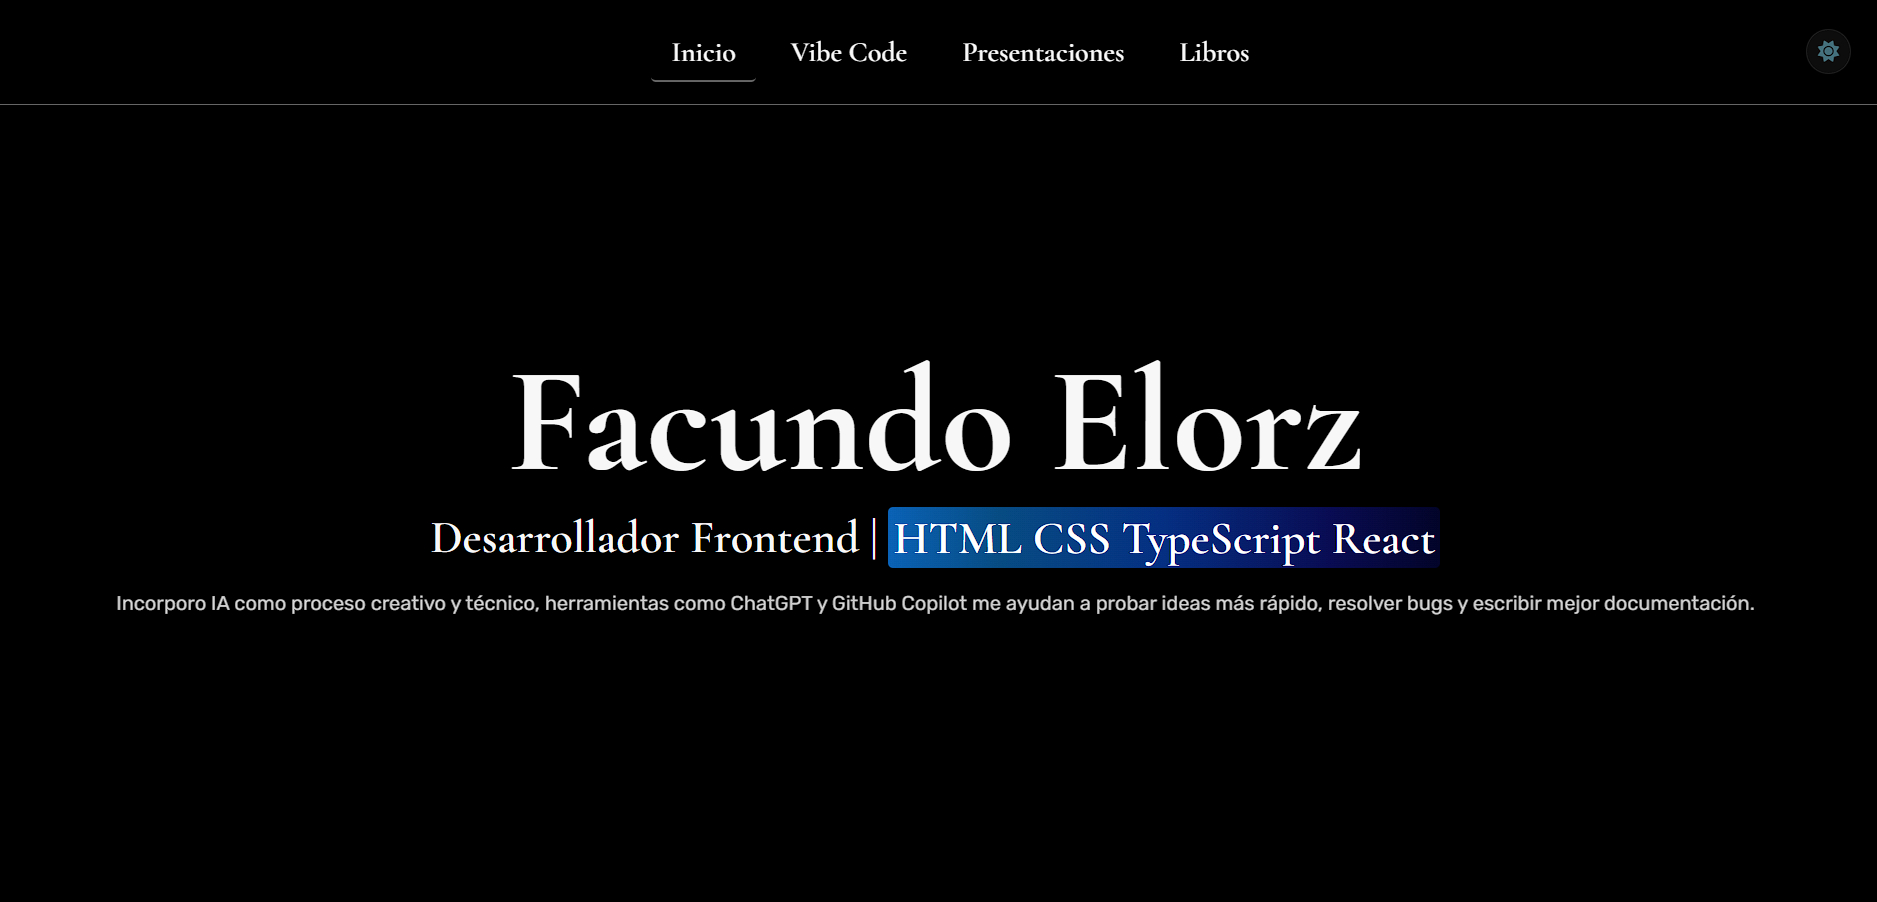 Inicio Vibe Code Presentaciones Libros
Facundo Elorz
Desarrollador Frontend | HTML CSS TypeScript React
Incorporo IA como proceso creativo y técnico, herramientas como ChatGPT y GitHub Copilot me ayudan a probar ideas más rápido, resolver bugs y escribir mejor documentación.